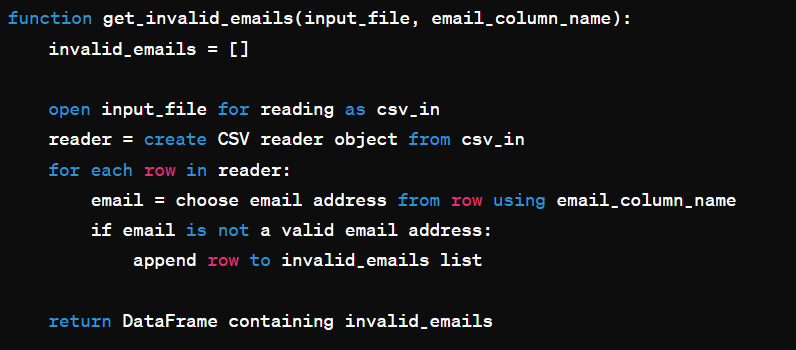 function get_invalid_emails(input_file, email_column_name):
    invalid_emails = []

    open input_file for reading as csv_in
    reader = create CSV reader object from csv_in
    for each row in reader:
        email = choose email address from row using email_column_name
        if email is not a valid email address:
            append row to invalid_emails list

    return DataFrame containing invalid_emails